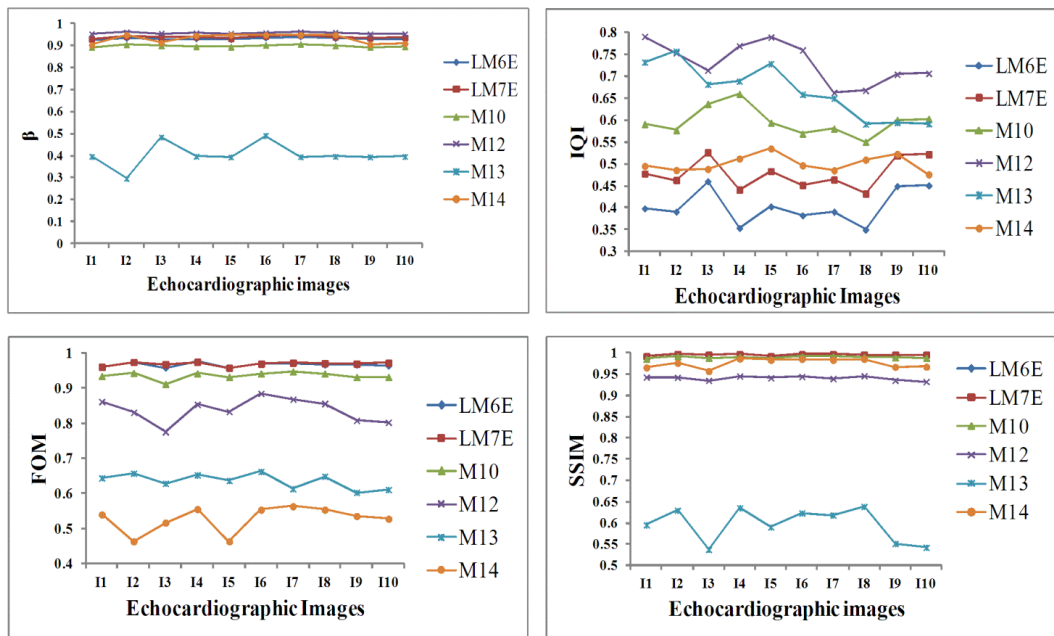 1
0.9
0.8
0.7
0.6
0.5
0.4
0.3
0.2
0.1
0
β
I1 I2 I3 I4 I5 I6 I7 I8 I9 I10
Echocardiographic images
LM6E
LM7E
M10
M12
M13
M14
0.8
0.75
0.7
0.65
0.6
0.55
0.5
0.45
0.4
0.35
0.3
IQI
I1 I2 I3 I4 I5 I6 I7 I8 I9 I10
Echocardiographic Images
LM6E
LM7E
M10
M12
M13
M14
1
0.9
0.8
0.7
0.6
0.5
0.4
FOM
I1 I2 I3 I4 I5 I6 I7 I8 I9 I10
Echocardiographic Images
LM6E
LM7E
M10
M12
M13
M14
1
0.95
0.9
0.85
0.8
0.75
0.7
0.65
0.6
0.55
0.5
SSIM
I1 I2 I3 I4 I5 I6 I7 I8 I9 I10
Echocardiographic images
LM6E
LM7E
M10
M12
M13
M14